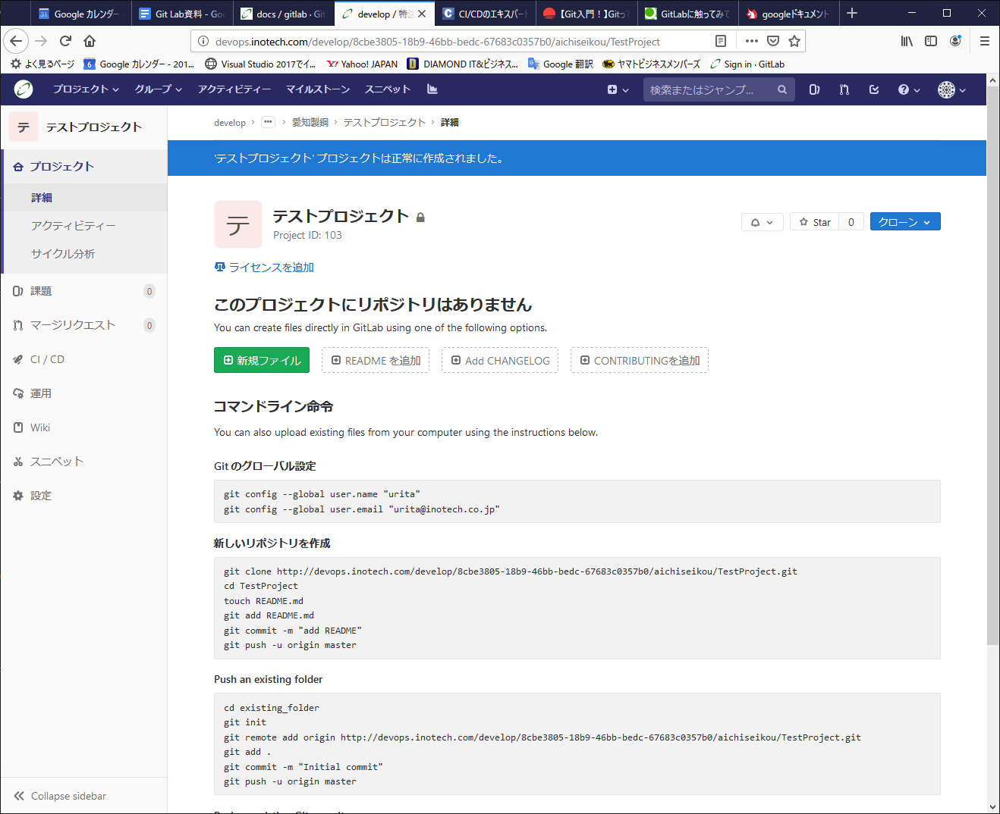 Google カレンダー
Git Lab資料 - Goo
docs / gitlab · Git
develop / 特注
CI/CDのエキスパート
【Git入門！】Gitって
GitLabに触ってみて
googleドキュメント
devops.inotech.com/develop/8cbe3805-18b9-46bb-bedc-67683c0357b0/aichiseikou/TestProject
よく見るページ
Google カレンダー - 201...
Visual Studio 2017でイ...
Yahoo! JAPAN
DIAMOND IT&ビジネス...
Google 翻訳
ヤマトビジネスメンバーズ
Sign in · GitLab
プロジェクト
グループ
アクティビティー
マイルストーン
スニペット
検索またはジャンプ...
テ
テストプロジェクト
develop › ••• › 愛知製鋼 › テストプロジェクト › 詳細
'テストプロジェクト' プロジェクトは正常に作成されました。
プロジェクト
詳細
アクティビティー
サイクル分析
課題 0
マージリクエスト 0
CI / CD
運用
Wiki
スニペット
設定
Collapse sidebar
テ
テストプロジェクト
Project ID: 103
Star 0
クローン
ライセンスを追加
このプロジェクトにリポジトリはありません
You can create files directly in GitLab using one of the following options.
新規ファイル
README を追加
Add CHANGELOG
CONTRIBUTINGを追加
コマンドライン命令
You can also upload existing files from your computer using the instructions below.
Git のグローバル設定
git config --global user.name "urita"
git config --global user.email "urita@inotech.co.jp"
新しいリポジトリを作成
git clone http://devops.inotech.com/develop/8cbe3805-18b9-46bb-bedc-67683c0357b0/aichiseikou/TestProject.git
cd TestProject
touch README.md
git add README.md
git commit -m "add README"
git push -u origin master
Push an existing folder
cd existing_folder
git init
git remote add origin http://devops.inotech.com/develop/8cbe3805-18b9-46bb-bedc-67683c0357b0/aichiseikou/TestProject.git
git add .
git commit -m "Initial commit"
git push -u origin master